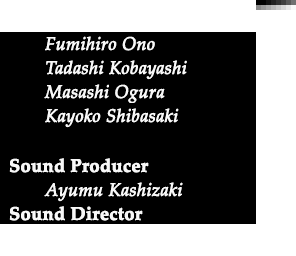 Fumihiro Ono
Tadashi Kobayashi
Masashi Ogura
Kayoko Shibasaki
Sound Producer
Ayumu Kashizaki
Sound Director